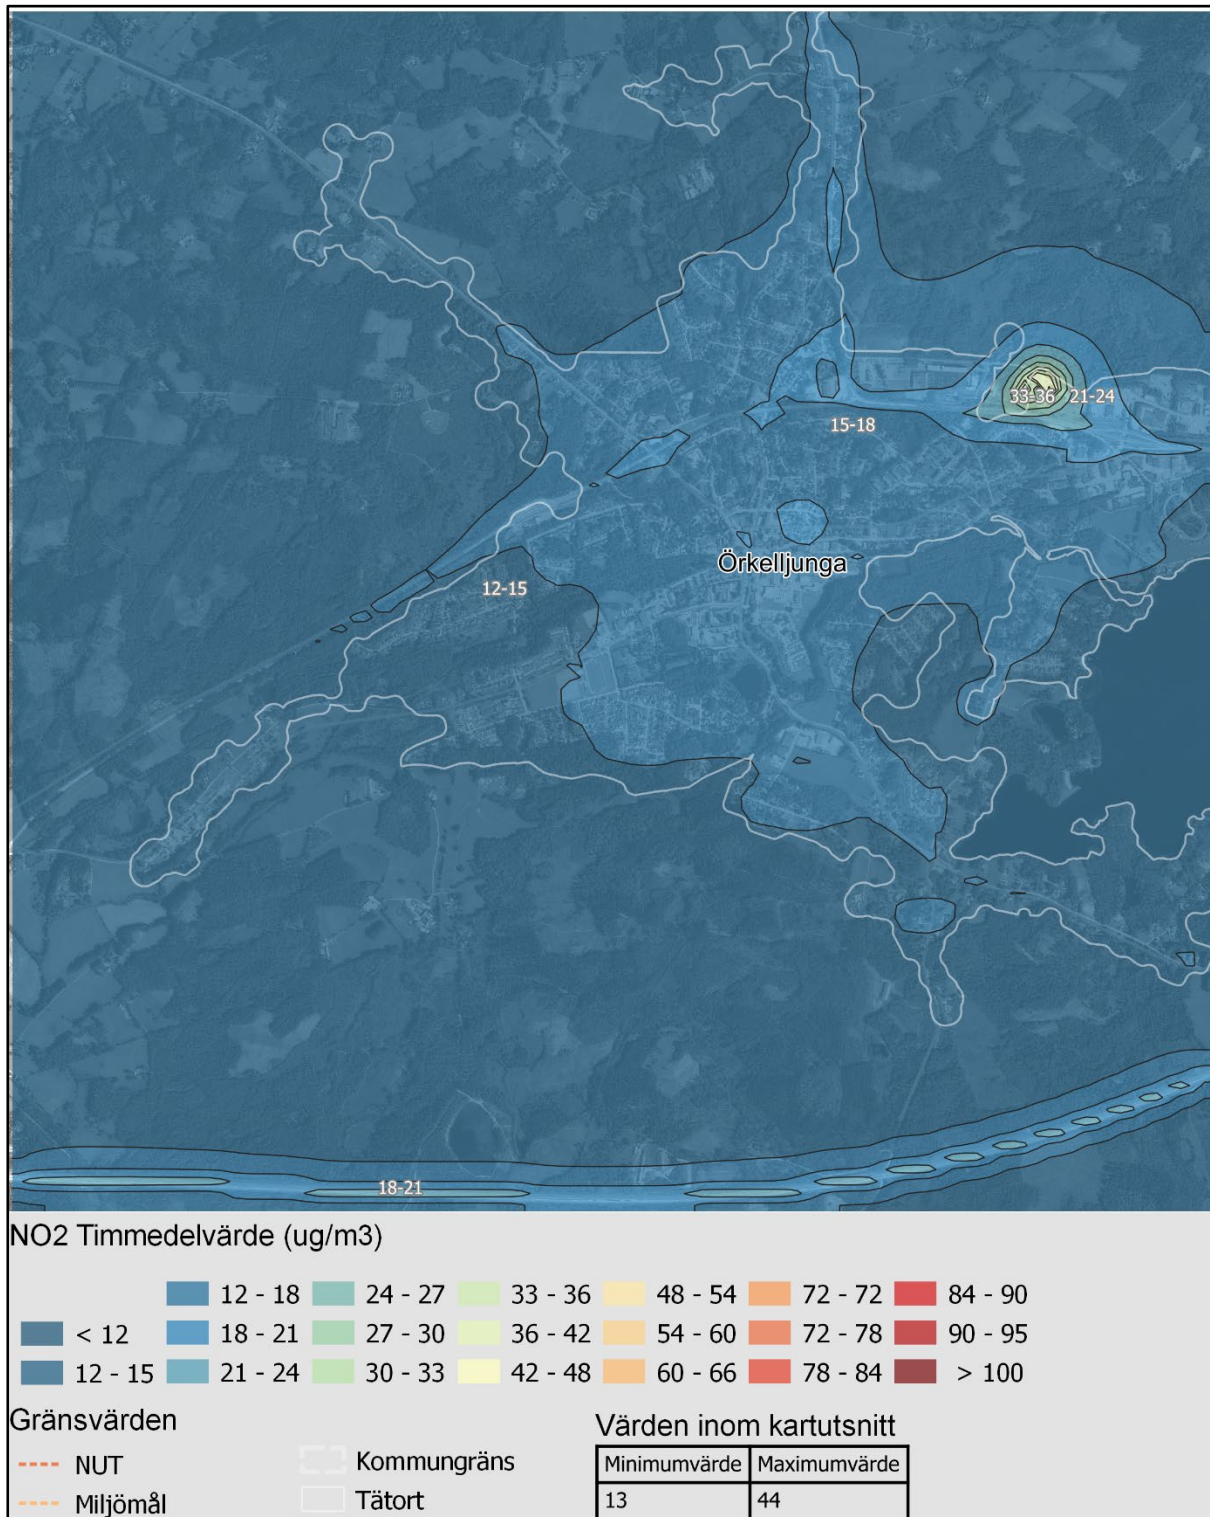 33-36 21-24
15-18
Örkelljunga
12-15
18-21
NO2 Timmedelvärde (ug/m3)
12 - 18 24 - 27 33 - 36 48 - 54 72 - 72 84 - 90
< 12 18 - 21 27 - 30 36 - 42 54 - 60 72 - 78 90 - 95
12 - 15 21 - 24 30 - 33 42 - 48 60 - 66 78 - 84 > 100
Gränsvärden Värden inom kartutsnitt
NUT Kommungräns Minimumvärde Maximumvärde
Miljömål Tätort 13 44